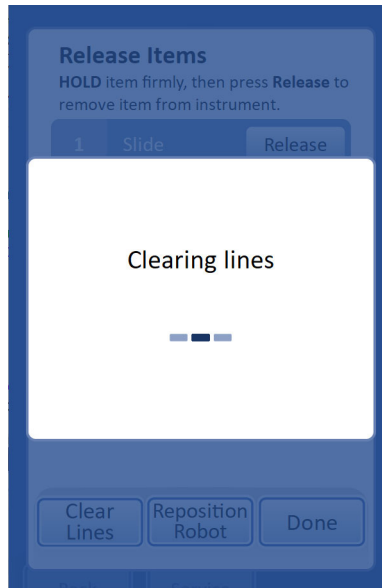 Release Items
HOLD item firmly, then press Release to
remove item from instrument.
1 Slide Release
Clearing lines
Clear
Lines
Reposition
Robot
Done